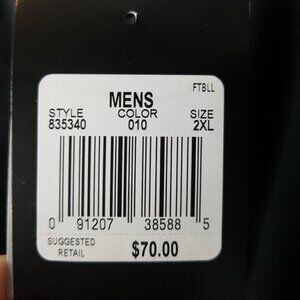 FTBLL
MENS
STYLE COLOR SIZE
835340 010 2XL
0 91207 38588 5
SUGGESTED
RETAIL $70.00